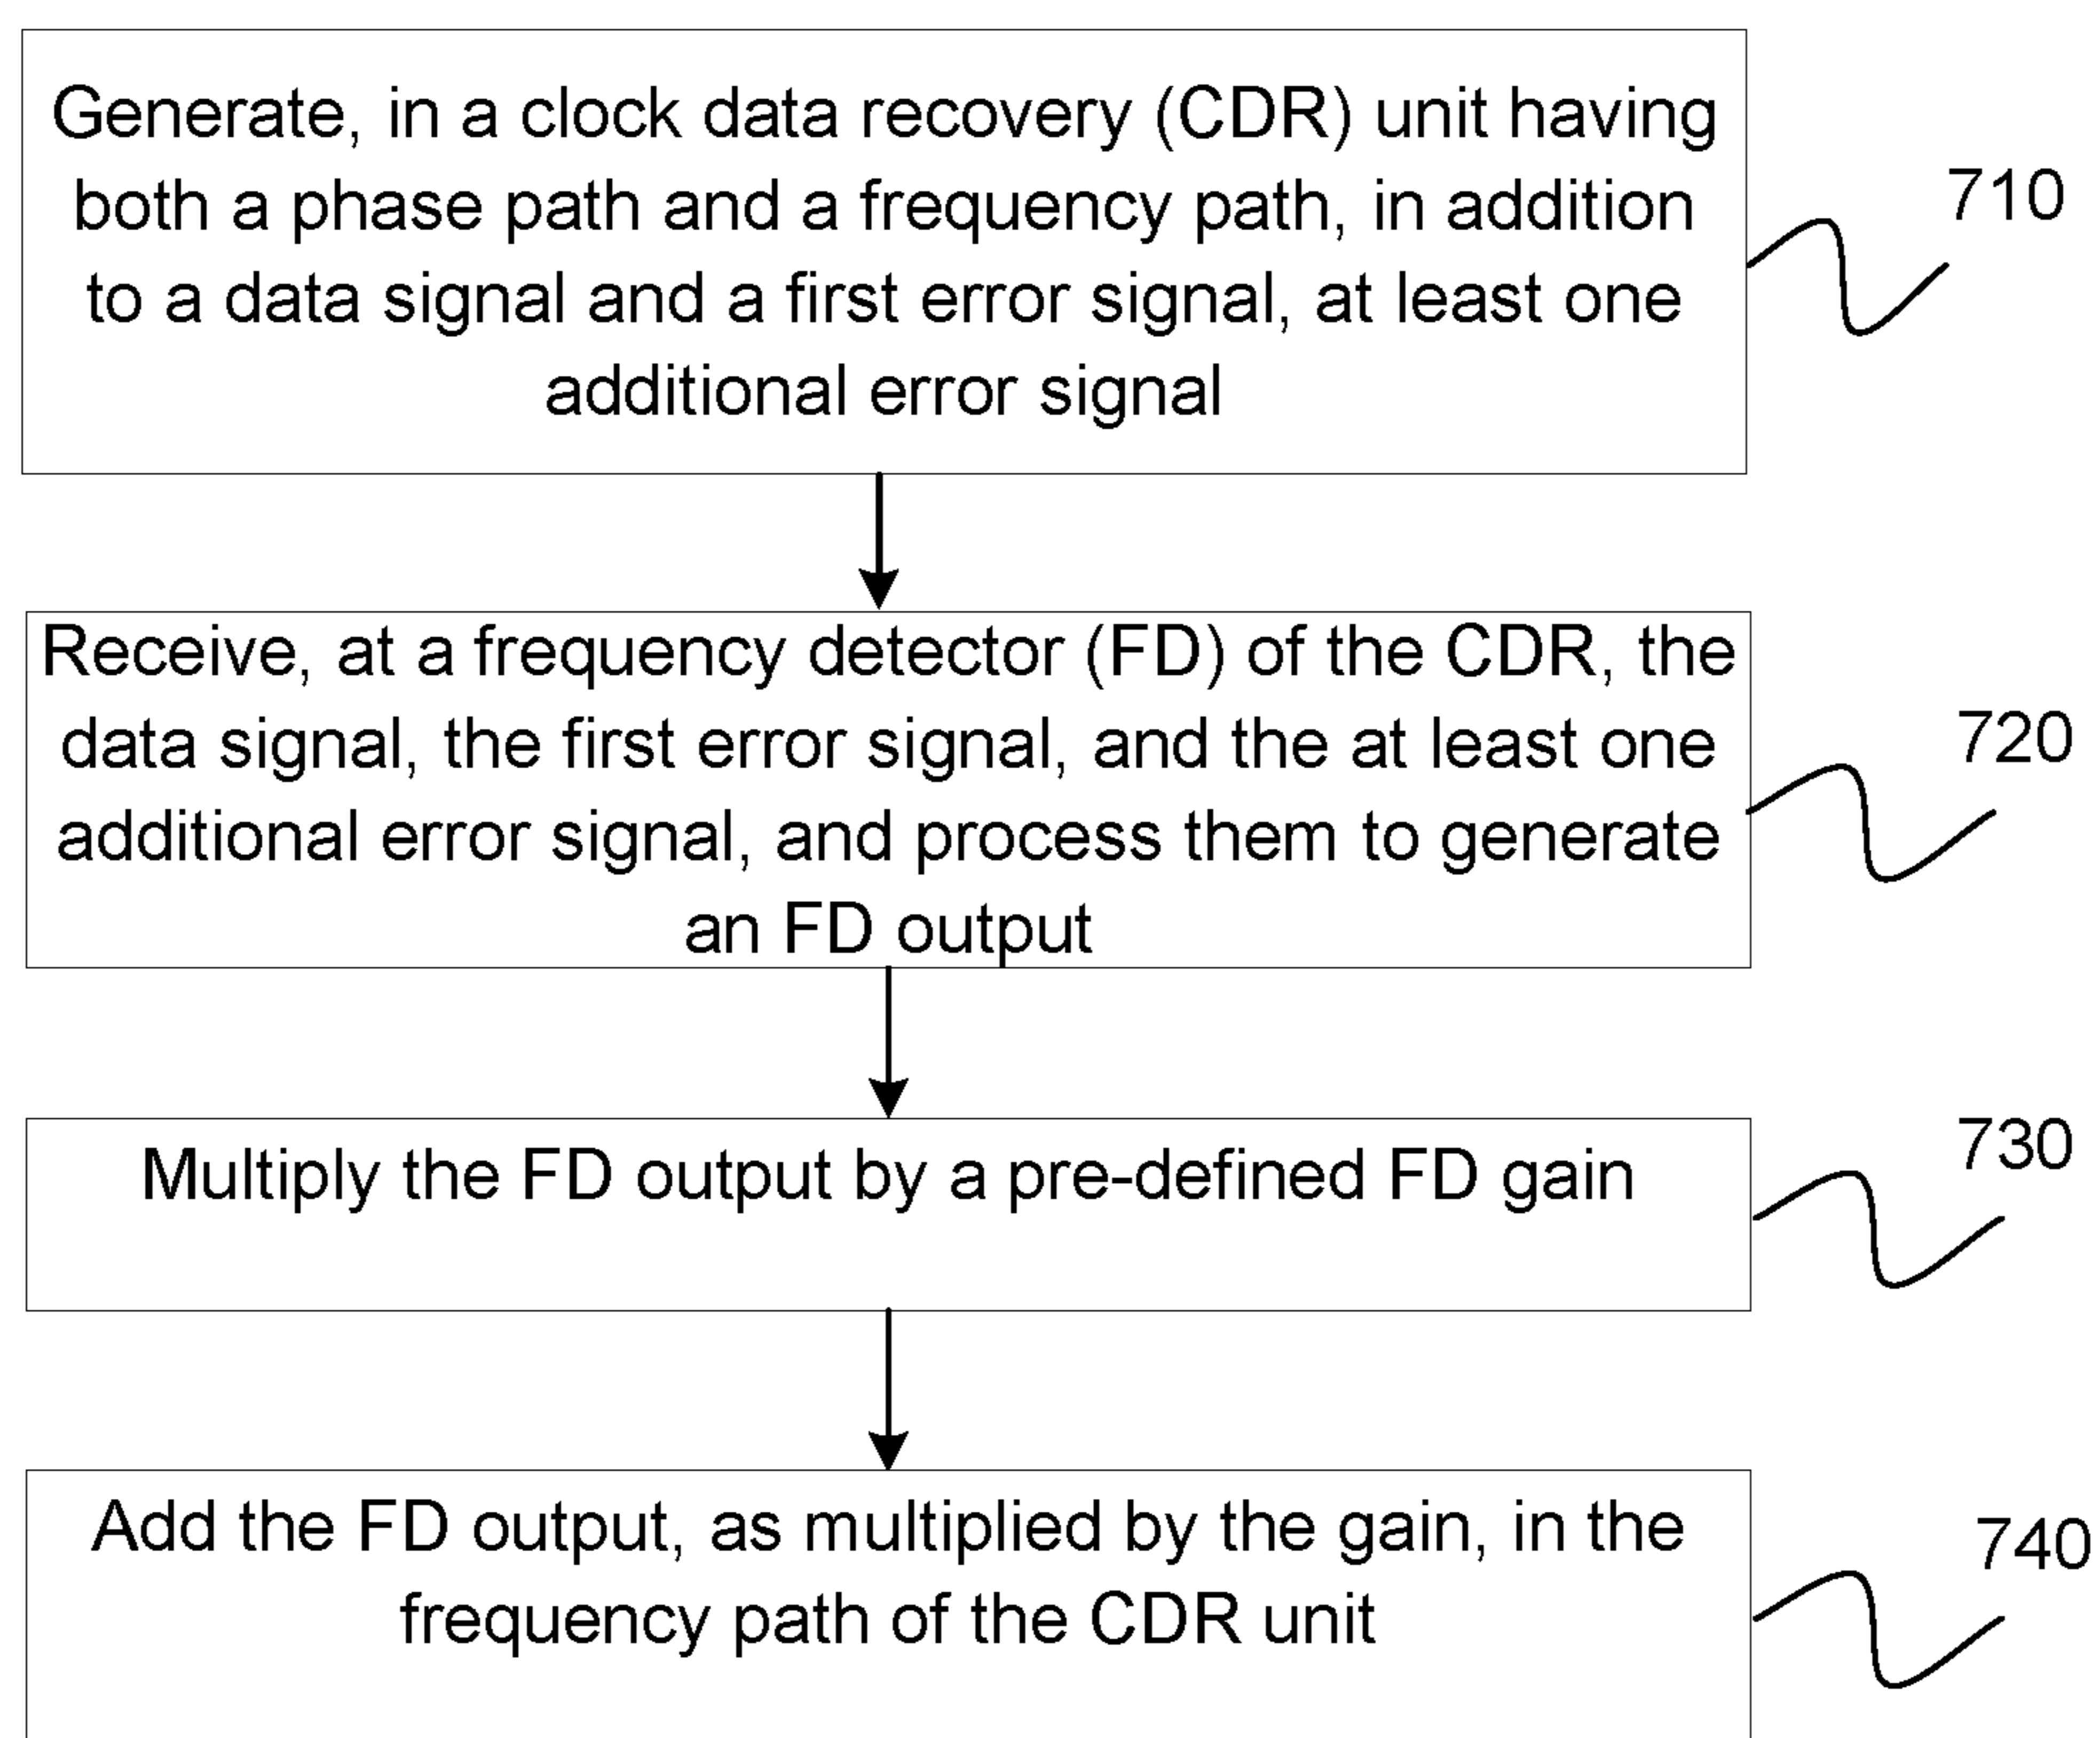 Generate, in a clock data recovery (CDR) unit having
both a phase path and a frequency path, in addition
to a data signal and a first error signal, at least one
additional error signal
710
Receive, at a frequency detector (FD) of the CDR, the
data signal, the first error signal, and the at least one
additional error signal, and process them to generate
an FD output
720
Multiply the FD output by a pre-defined FD gain
730
Add the FD output, as multiplied by the gain, in the
frequency path of the CDR unit
740